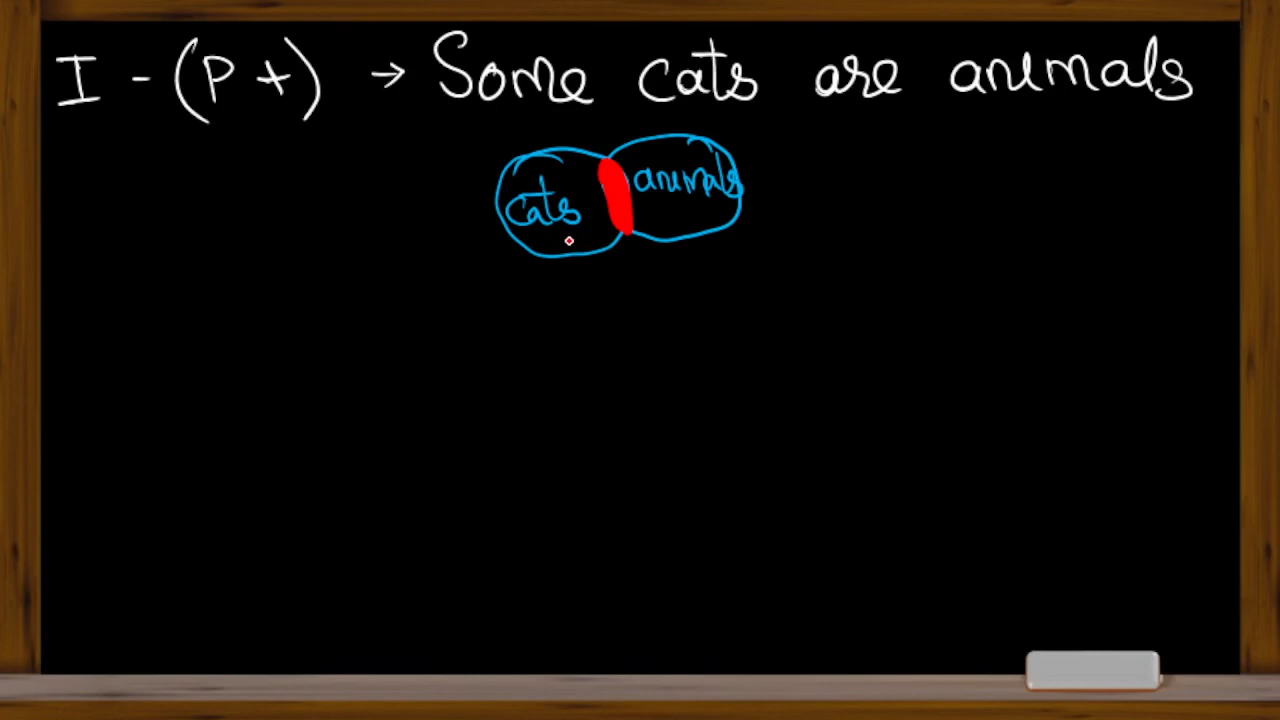 I - (P +) → Some cats are animals
cats animals